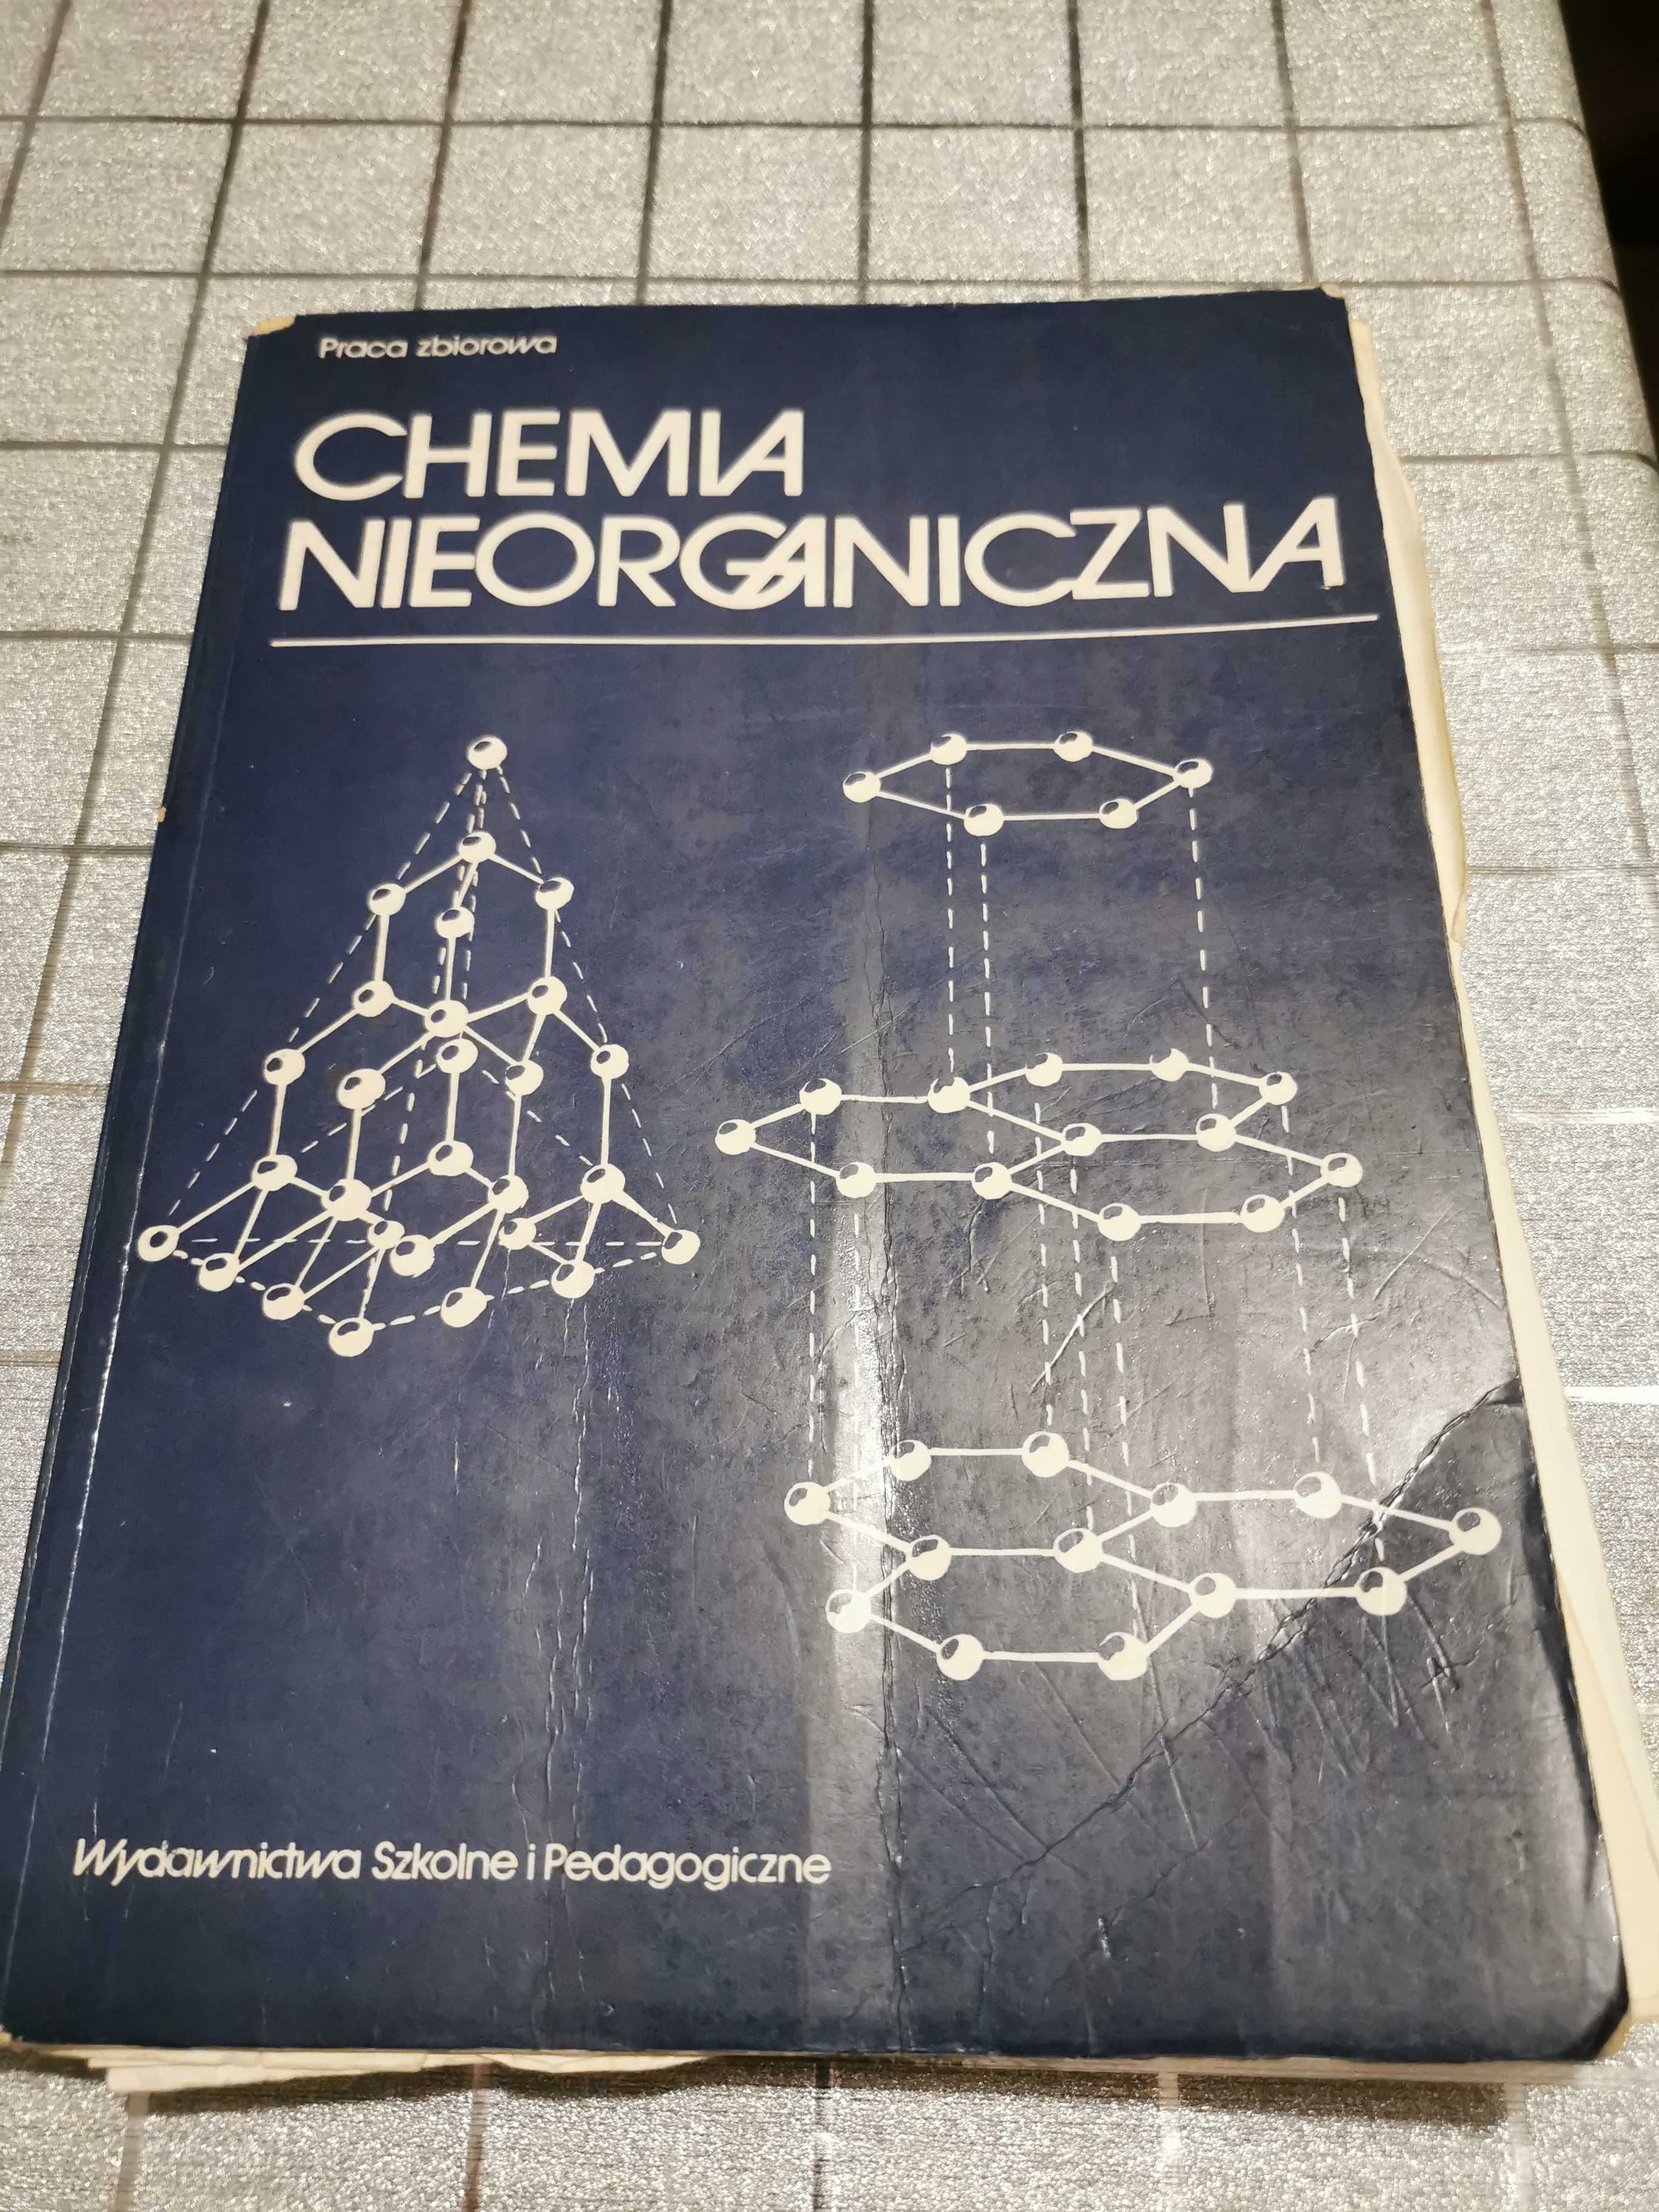 Praca zbiorowa
CHEMIA
NIEORGANICZNA
Wydawnictwa Szkolne i Pedagogiczne